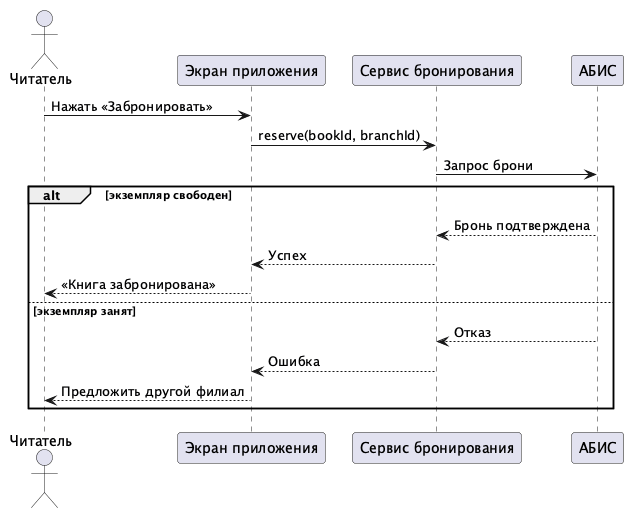 Читатель
Экран приложения
Сервис бронирования
АБИС
Нажать «Забронировать»
reserve(bookId, branchId)
Запрос брони
alt
[экземпляр свободен]
Бронь подтверждена
Успех
«Книга забронирована»
[экземпляр занят]
Отказ
Ошибка
Предложить другой филиал
Читатель
Экран приложения
Сервис бронирования
АБИС